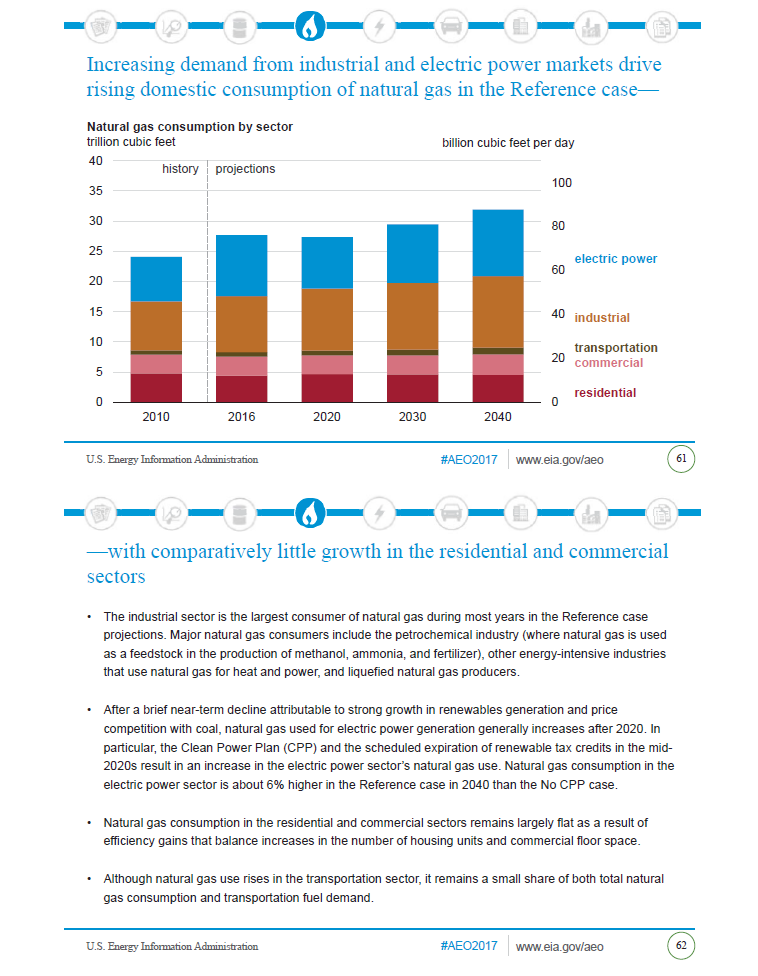 Increasing demand from industrial and electric power markets drive
rising domestic consumption of natural gas in the Reference case—
Natural gas consumption by sector
trillion cubic feet
billion cubic feet per day
40
history
projections
35
30
25
20
15
10
5
0
100
80
60
40
20
0
electric power
industrial
transportation
commercial
residential
2010
2016
2020
2030
2040
U.S. Energy Information Administration
#AEO2017
www.eia.gov/aeo
61
—with comparatively little growth in the residential and commercial
sectors
• The industrial sector is the largest consumer of natural gas during most years in the Reference case
projections. Major natural gas consumers include the petrochemical industry (where natural gas is used
as a feedstock in the production of methanol, ammonia, and fertilizer), other energy-intensive industries
that use natural gas for heat and power, and liquefied natural gas producers.
• After a brief near-term decline attributable to strong growth in renewables generation and price
competition with coal, natural gas used for electric power generation generally increases after 2020. In
particular, the Clean Power Plan (CPP) and the scheduled expiration of renewable tax credits in the mid-
2020s result in an increase in the electric power sector’s natural gas use. Natural gas consumption in the
electric power sector is about 6% higher in the Reference case in 2040 than the No CPP case.
• Natural gas consumption in the residential and commercial sectors remains largely flat as a result of
efficiency gains that balance increases in the number of housing units and commercial floor space.
• Although natural gas use rises in the transportation sector, it remains a small share of both total natural
gas consumption and transportation fuel demand.
U.S. Energy Information Administration
#AEO2017
www.eia.gov/aeo
62